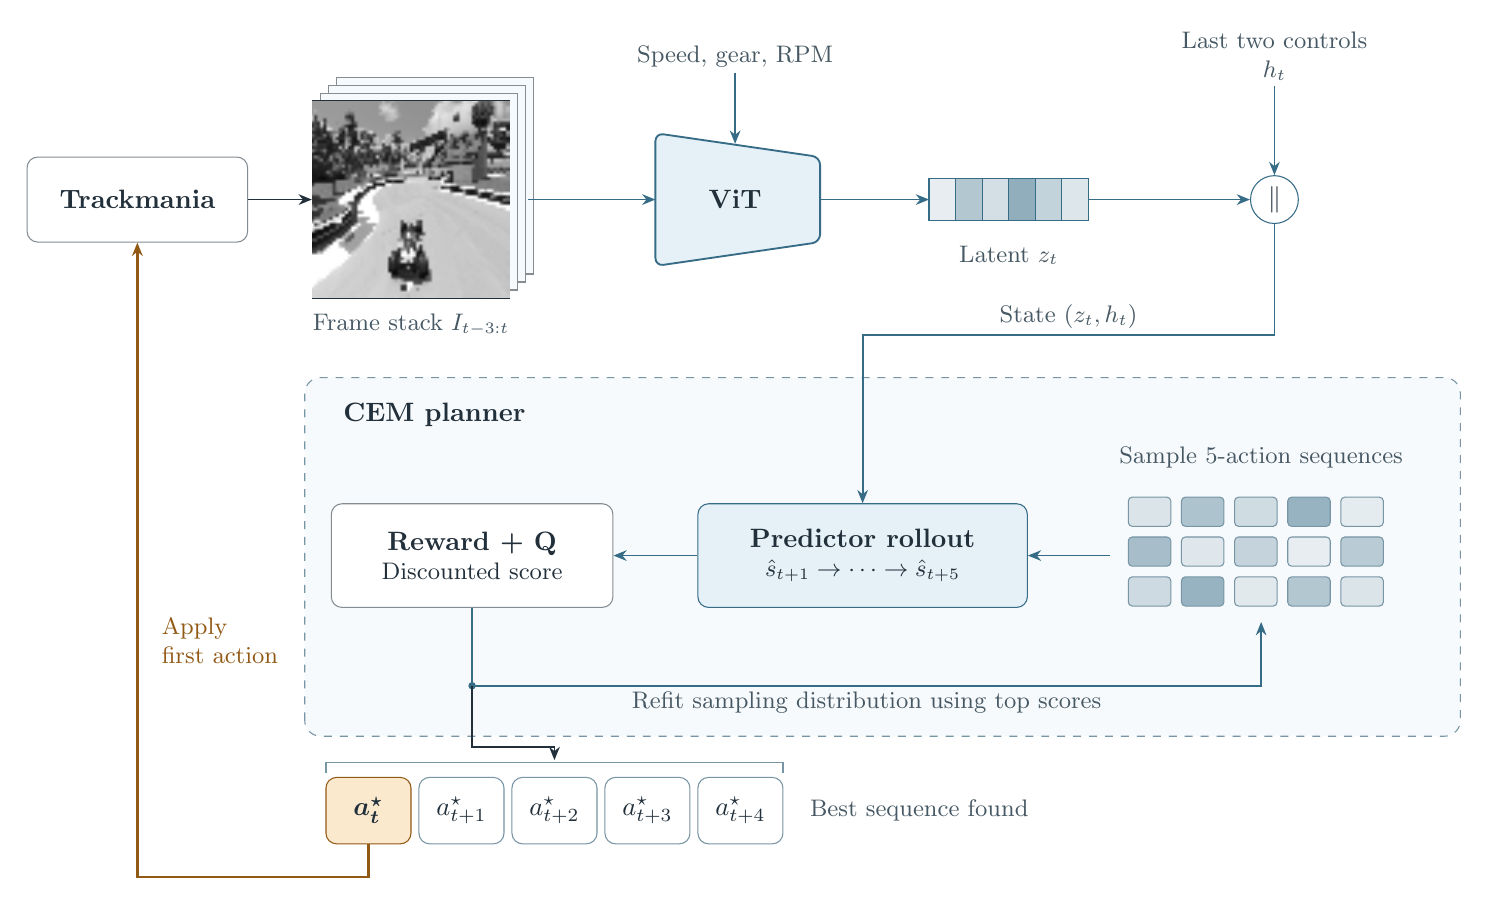 Speed, gear, RPM
Last two controls
h_t
Trackmania
ViT
∥
Latent z_t
Frame stack I_{t−3:t}
State (z_t, h_t)
CEM planner
Sample 5-action sequences
Reward + Q
Discounted score
Predictor rollout
ŝ_{t+1} → ⋯ → ŝ_{t+5}
Apply
first action
Refit sampling distribution using top scores
a^⋆_t
a^⋆_{t+1}
a^⋆_{t+2}
a^⋆_{t+3}
a^⋆_{t+4}
Best sequence found